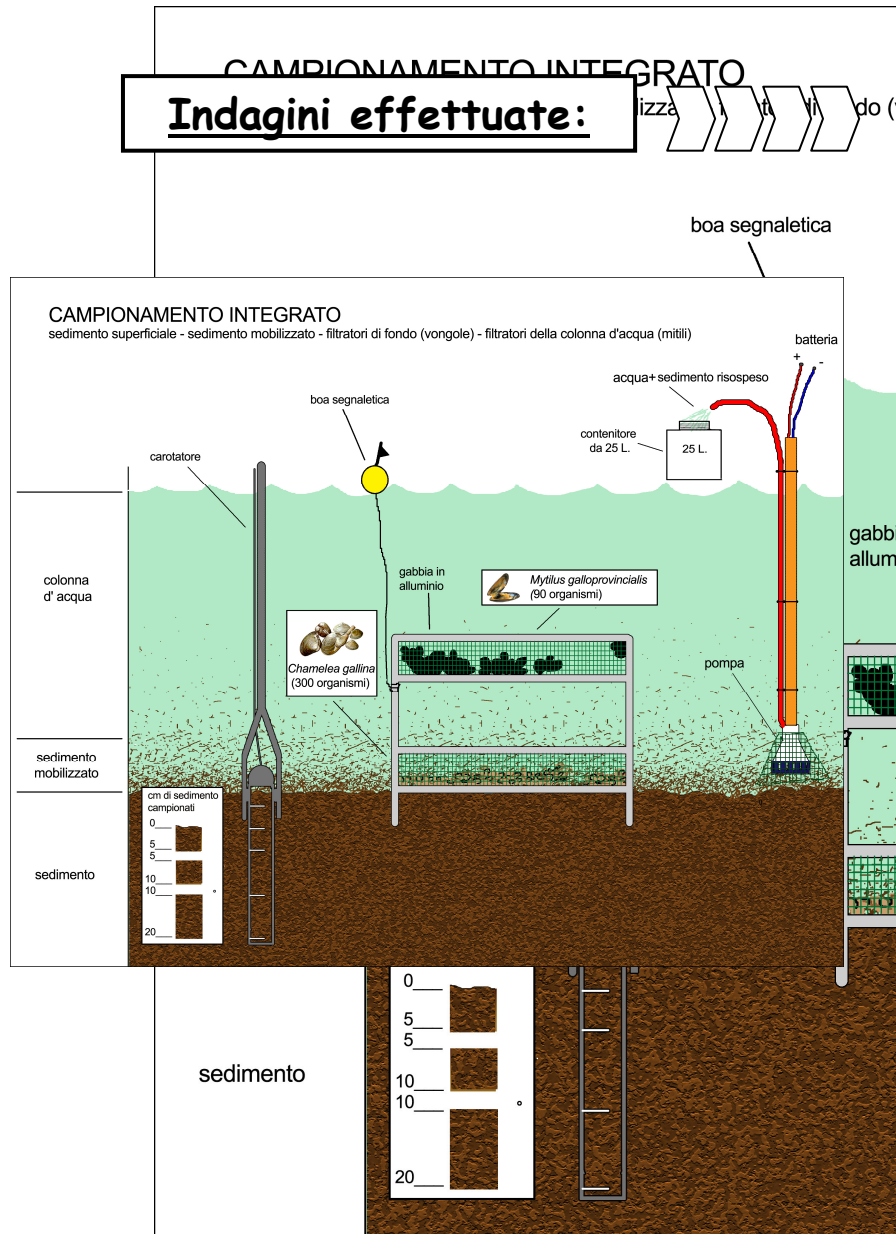 CAMPIONAMENTO INTEGRATO
Indagini effettuate:
do (
boa segnaletica
CAMPIONAMENTO INTEGRATO
sedimento superficiale - sedimento mobilizzato - filtratori di fondo (vongole) - filtratori della colonna d'acqua (mitili)
batteria
+ -
acqua+sedimento risospeso
boa segnaletica
contenitore
da 25 L.
25 L.
carotatore
gabbia in
alluminio
Mytilus galloprovincialis
(90 organismi)
colonna
d' acqua
Chamelea gallina
(300 organismi)
pompa
sedimento
mobilizzato
cm di sedimento
campionati
0
5
5
10
10
20
sedimento
gabbi
allum
0
5
5
10
10
20
sedimento